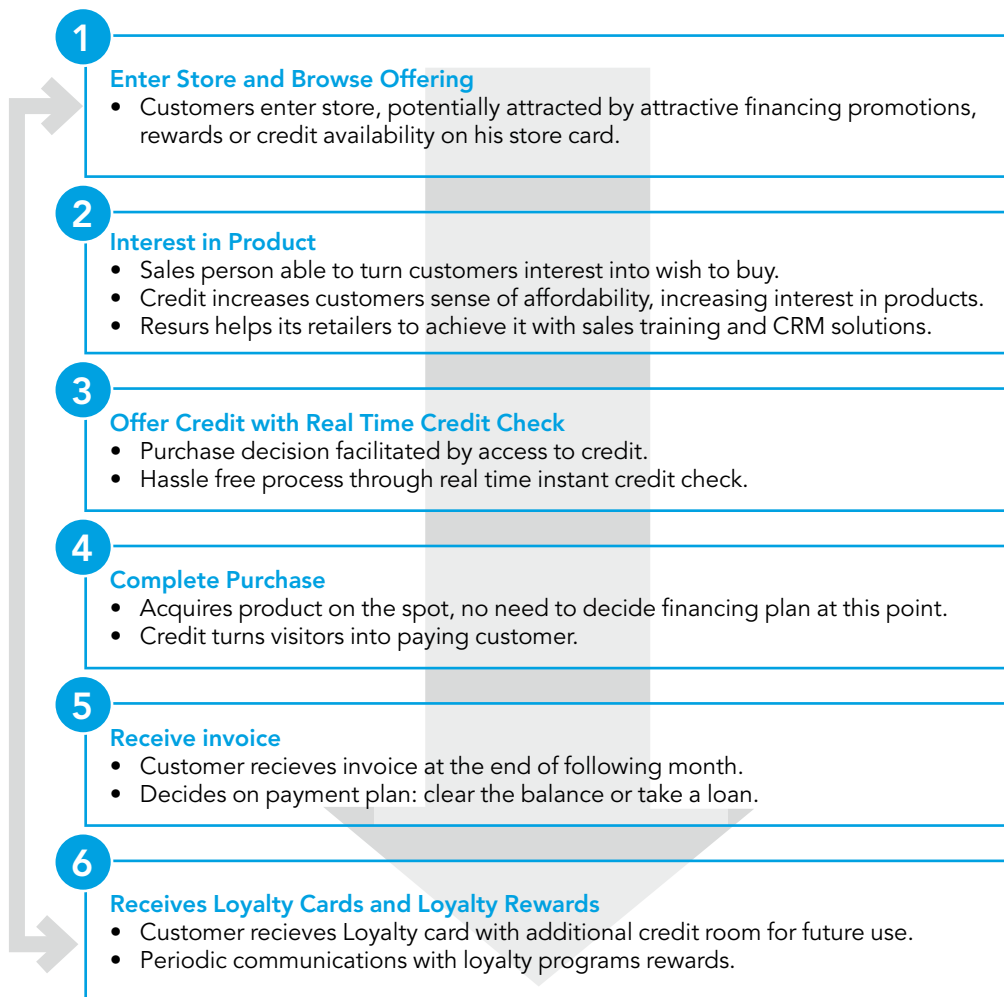 1
Enter Store and Browse Offering
• Customers enter store, potentially attracted by attractive financing promotions,
rewards or credit availability on his store card.
2
Interest in Product
• Sales person able to turn customers interest into wish to buy.
• Credit increases customers sense of affordability, increasing interest in products.
• Resurs helps its retailers to achieve it with sales training and CRM solutions.
3
Offer Credit with Real Time Credit Check
• Purchase decision facilitated by access to credit.
• Hassle free process through real time instant credit check.
4
Complete Purchase
• Acquires product on the spot, no need to decide financing plan at this point.
• Credit turns visitors into paying customer.
5
Receive invoice
• Customer recieves invoice at the end of following month.
• Decides on payment plan: clear the balance or take a loan.
6
Receives Loyalty Cards and Loyalty Rewards
• Customer recieves Loyalty card with additional credit room for future use.
• Periodic communications with loyalty programs rewards.